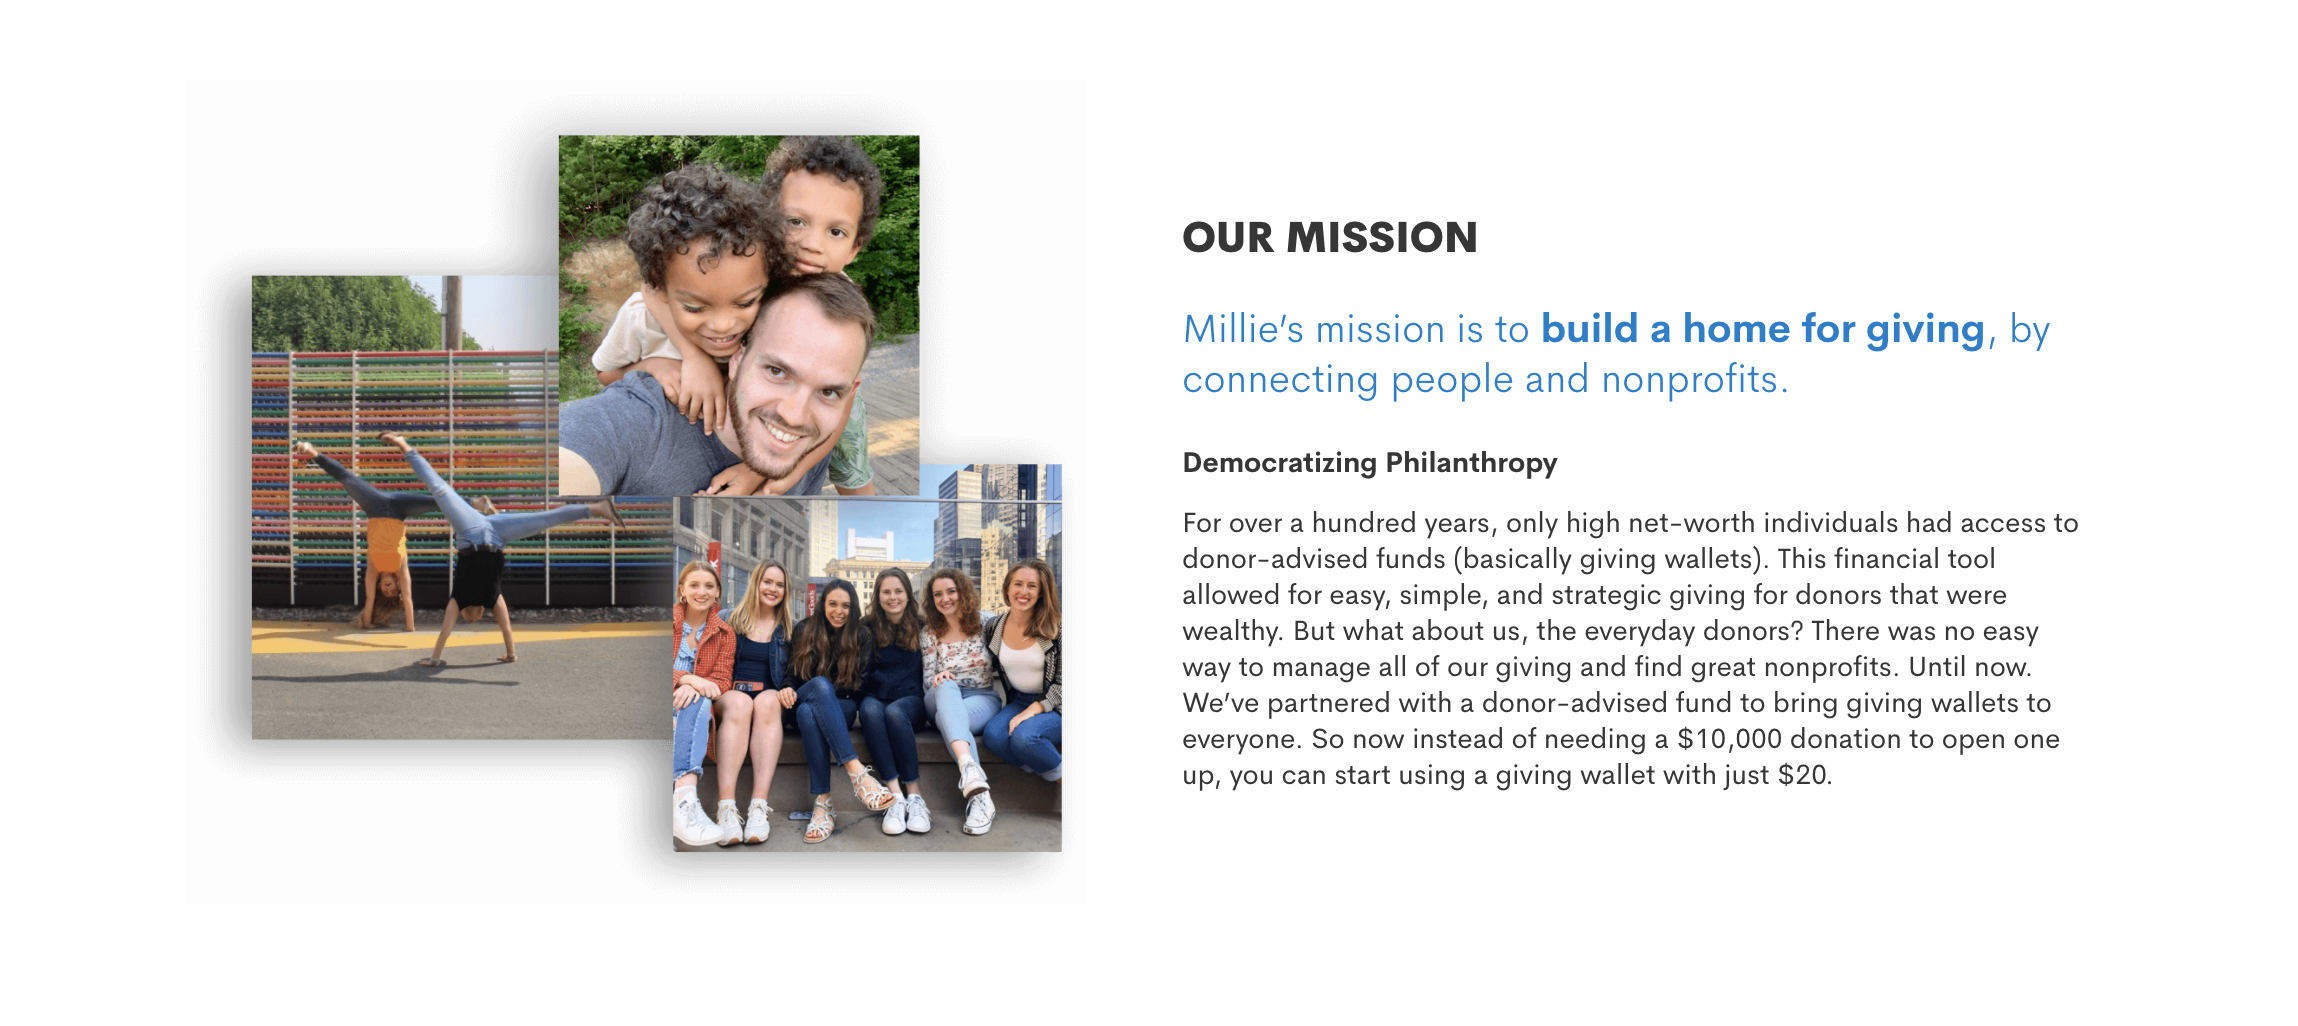 OUR MISSION
Millie’s mission is to build a home for giving, by
connecting people and nonprofits.
Democratizing Philanthropy
For over a hundred years, only high net-worth individuals had access to
donor-advised funds (basically giving wallets). This financial tool
allowed for easy, simple, and strategic giving for donors that were
wealthy. But what about us, the everyday donors? There was no easy
way to manage all of our giving and find great nonprofits. Until now.
We’ve partnered with a donor-advised fund to bring giving wallets to
everyone. So now instead of needing a $10,000 donation to open one
up, you can start using a giving wallet with just $20.